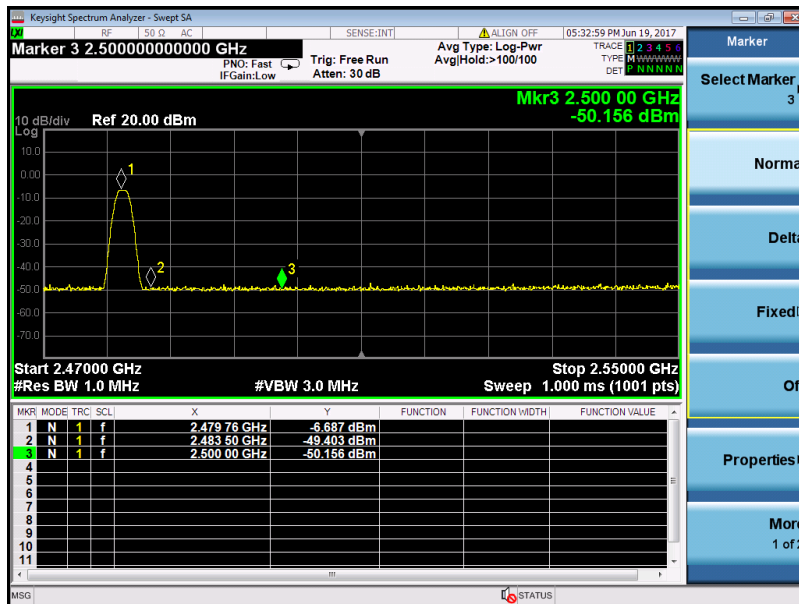 Keysight Spectrum Analyzer - Swept SA
LXI RF 50 Ω AC SENSE:INT ALIGN OFF 05:32:59 PM Jun 19, 2017
Marker 3 2.500000000000 GHz
PNO: Fast
IFGain:Low
Trig: Free Run
Atten: 30 dB
Avg Type: Log-Pwr
Avg|Hold:>100/100
TRACE 1 2 3 4 5 6
TYPE M WWWWW
DET P N N N N N
Mkr3 2.500 00 GHz
-50.156 dBm
10 dB/div Ref 20.00 dBm
Log
10.0
0.00
-10.0
-20.0
-30.0
-40.0
-50.0
-60.0
-70.0
1
2
3
Start 2.47000 GHz Stop 2.55000 GHz
#Res BW 1.0 MHz #VBW 3.0 MHz Sweep 1.000 ms (1001 pts)
MKR MODE TRC SCL X Y FUNCTION FUNCTION WIDTH FUNCTION VALUE
1 N 1 f 2.479 76 GHz -6.687 dBm
2 N 1 f 2.483 50 GHz -49.403 dBm
3 N 1 f 2.500 00 GHz -50.156 dBm
4
5
6
7
8
9
10
11
MSG STATUS
Marker
Select Marker
3
Norma
Delta
Fixed
Of
Properties
More
1 of 2